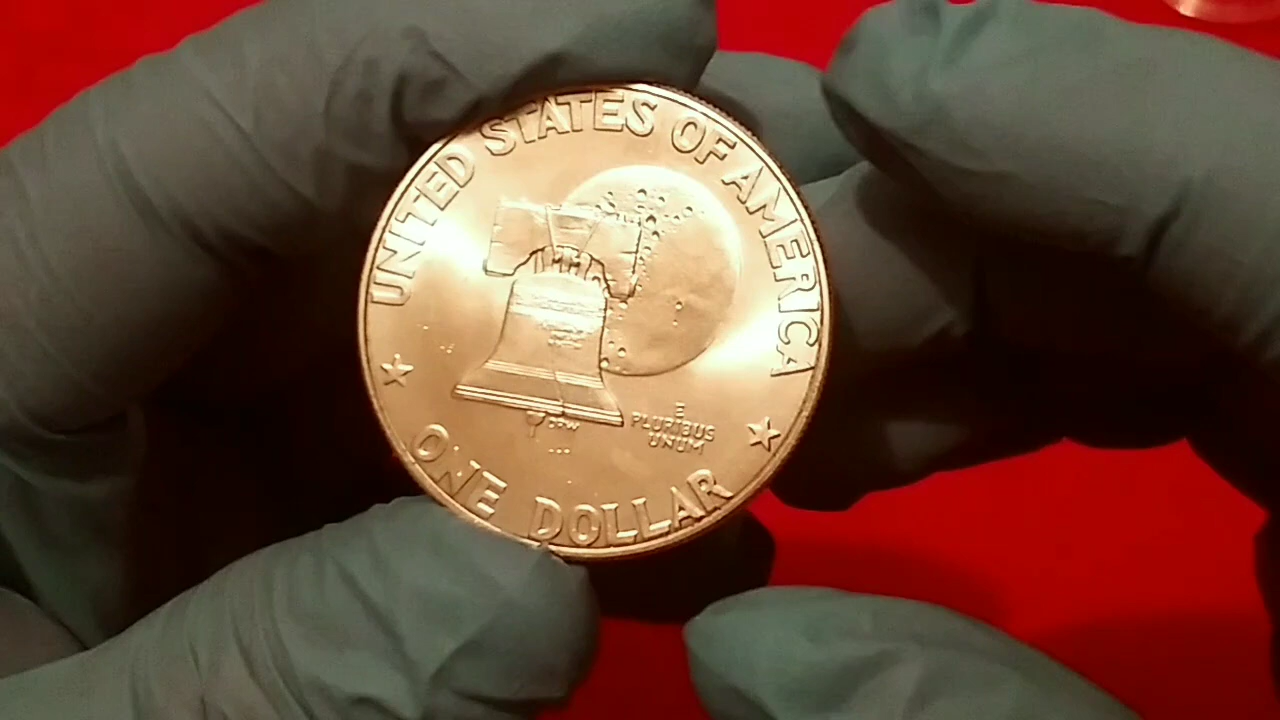 UNITED STATES OF AMERICA
E
PLURIBUS
UNUM
ONE DOLLAR